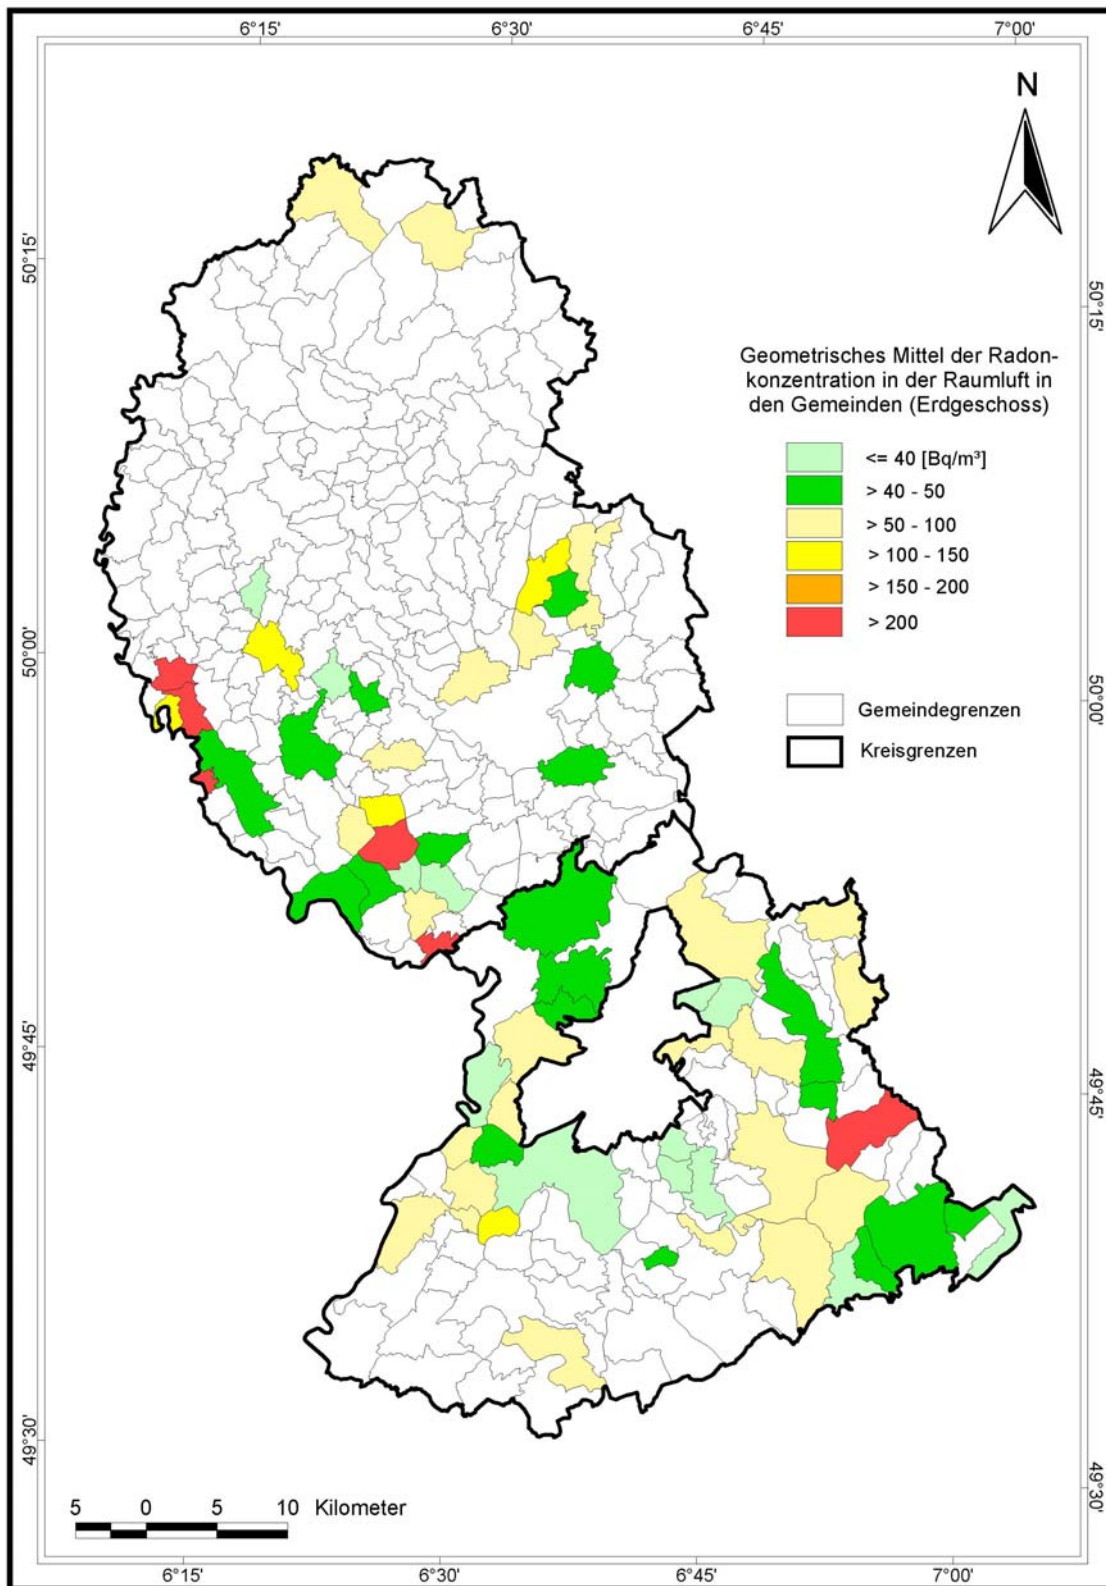 6°15' 6°30' 6°45' 7°00'
N
50°15'
50°15'
Geometrisches Mittel der Radon-
konzentration in der Raumluft in
den Gemeinden (Erdgeschoss)
<= 40 [Bq/m³]
> 40 - 50
> 50 - 100
> 100 - 150
> 150 - 200
> 200
50°00'
50°00'
Gemeindegrenzen
Kreisgrenzen
49°45'
49°45'
49°30'
49°30'
5 0 5 10 Kilometer
6°15' 6°30' 6°45' 7°00'